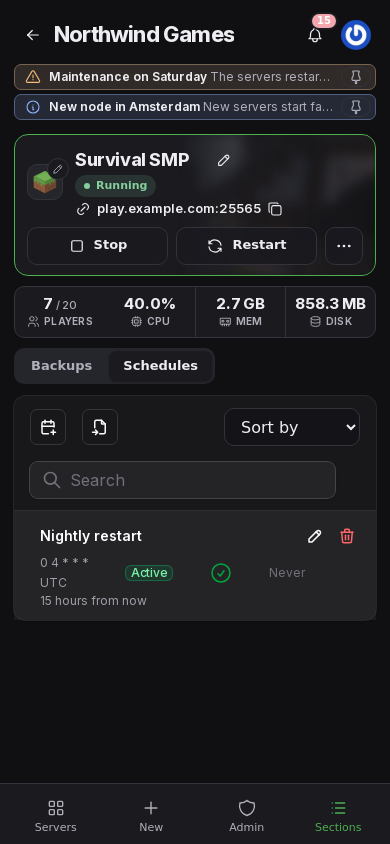 Northwind Games
15
Maintenance on Saturday The servers restar...
New node in Amsterdam New servers start fa...
Survival SMP
Running
play.example.com:25565
Stop
Restart
7 / 20
PLAYERS
40.0%
CPU
2.7 GB
MEM
858.3 MB
DISK
Backups
Schedules
Sort by
Search
Nightly restart
0 4 * * *
UTC
15 hours from now
Active
Never
Servers
New
Admin
Sections